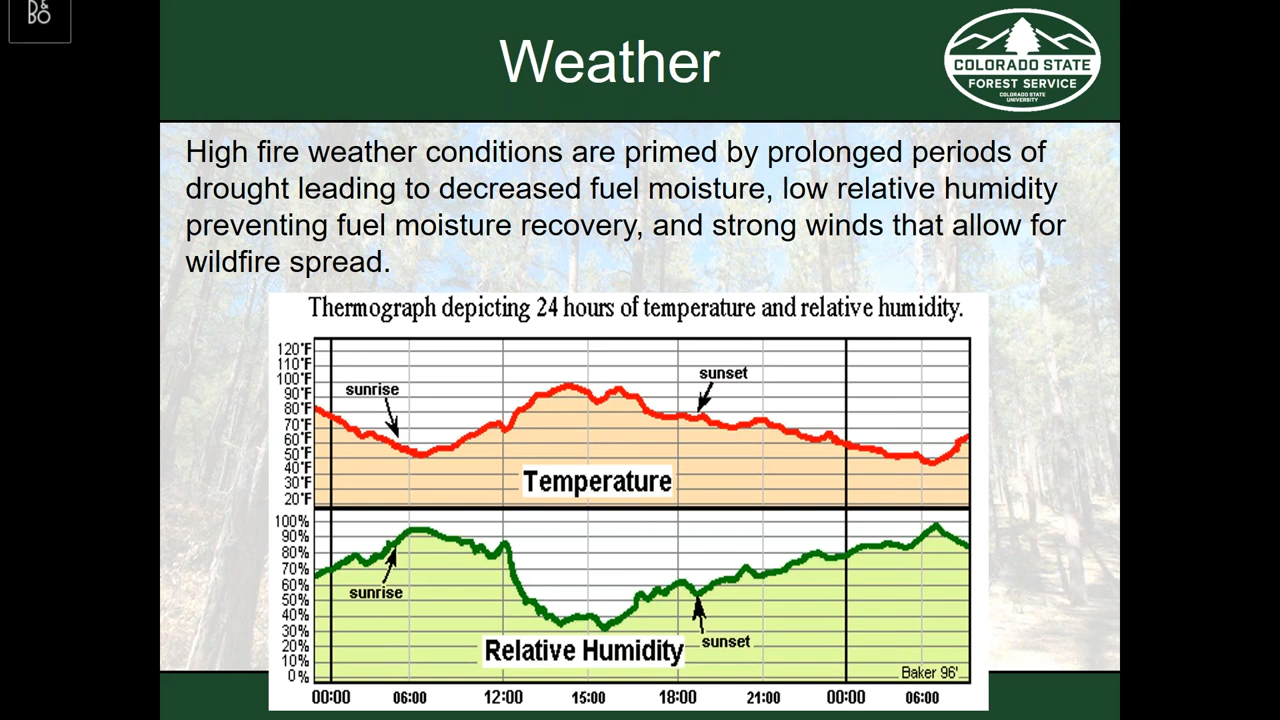 D&
BO
Weather
COLORADO STATE
FOREST SERVICE
COLORADO STATE
UNIVERSITY
High fire weather conditions are primed by prolonged periods of
drought leading to decreased fuel moisture, low relative humidity
preventing fuel moisture recovery, and strong winds that allow for
wildfire spread.
Thermograph depicting 24 hours of temperature and relative humidity.
120°F
110°F
100°F
90°F
80°F
70°F
60°F
50°F
40°F
30°F
20°F
sunrise
sunset
Temperature
100%
90%
80%
70%
60%
50%
40%
30%
20%
10%
0%
sunrise
sunset
Relative Humidity
Baker 96'
00:00 06:00 12:00 15:00 18:00 21:00 00:00 06:00